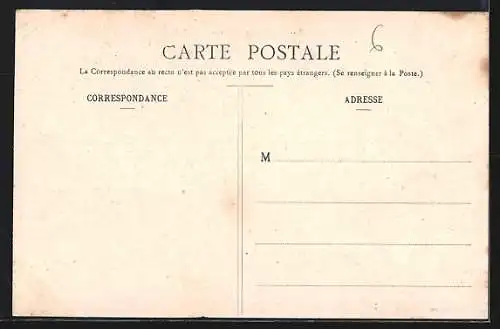 CARTE POSTALE
6
La Correspondance au recto n'est pas acceptée par tous les pays étrangers. (Se renseigner à la Poste.)
CORRESPONDANCE
ADRESSE
M